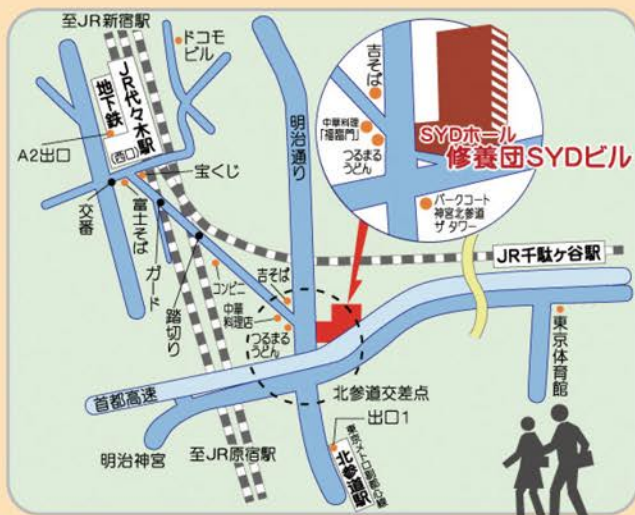 至JR新宿駅
ドコモ
ビル
JR代々木駅
(西口)
地下鉄
A2出口
宝くじ
交番
富士そば
ガード
踏切り
コンビニ
吉そば
中華
料理店
つるまる
うどん
明治通り
吉そば
中華料理
「福臨門」
つるまる
うどん
SYDホール
修養団SYDビル
パークコート
神宮北参道
ザ タワー
JR千駄ヶ谷駅
東京体育館
首都高速
明治神宮
至JR原宿駅
北参道交差点
出口1
東京メトロ副都心線
北参道駅